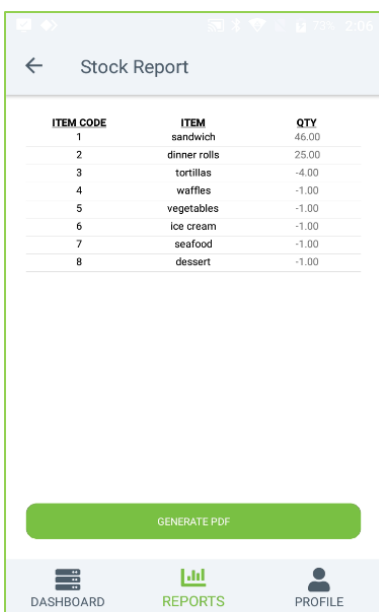 73% 2:06
Stock Report
ITEM CODE ITEM QTY
1 sandwich 46.00
2 dinner rolls 25.00
3 tortillas -4.00
4 waffles -1.00
5 vegetables -1.00
6 ice cream -1.00
7 seafood -1.00
8 dessert -1.00
GENERATE PDF
DASHBOARD REPORTS PROFILE